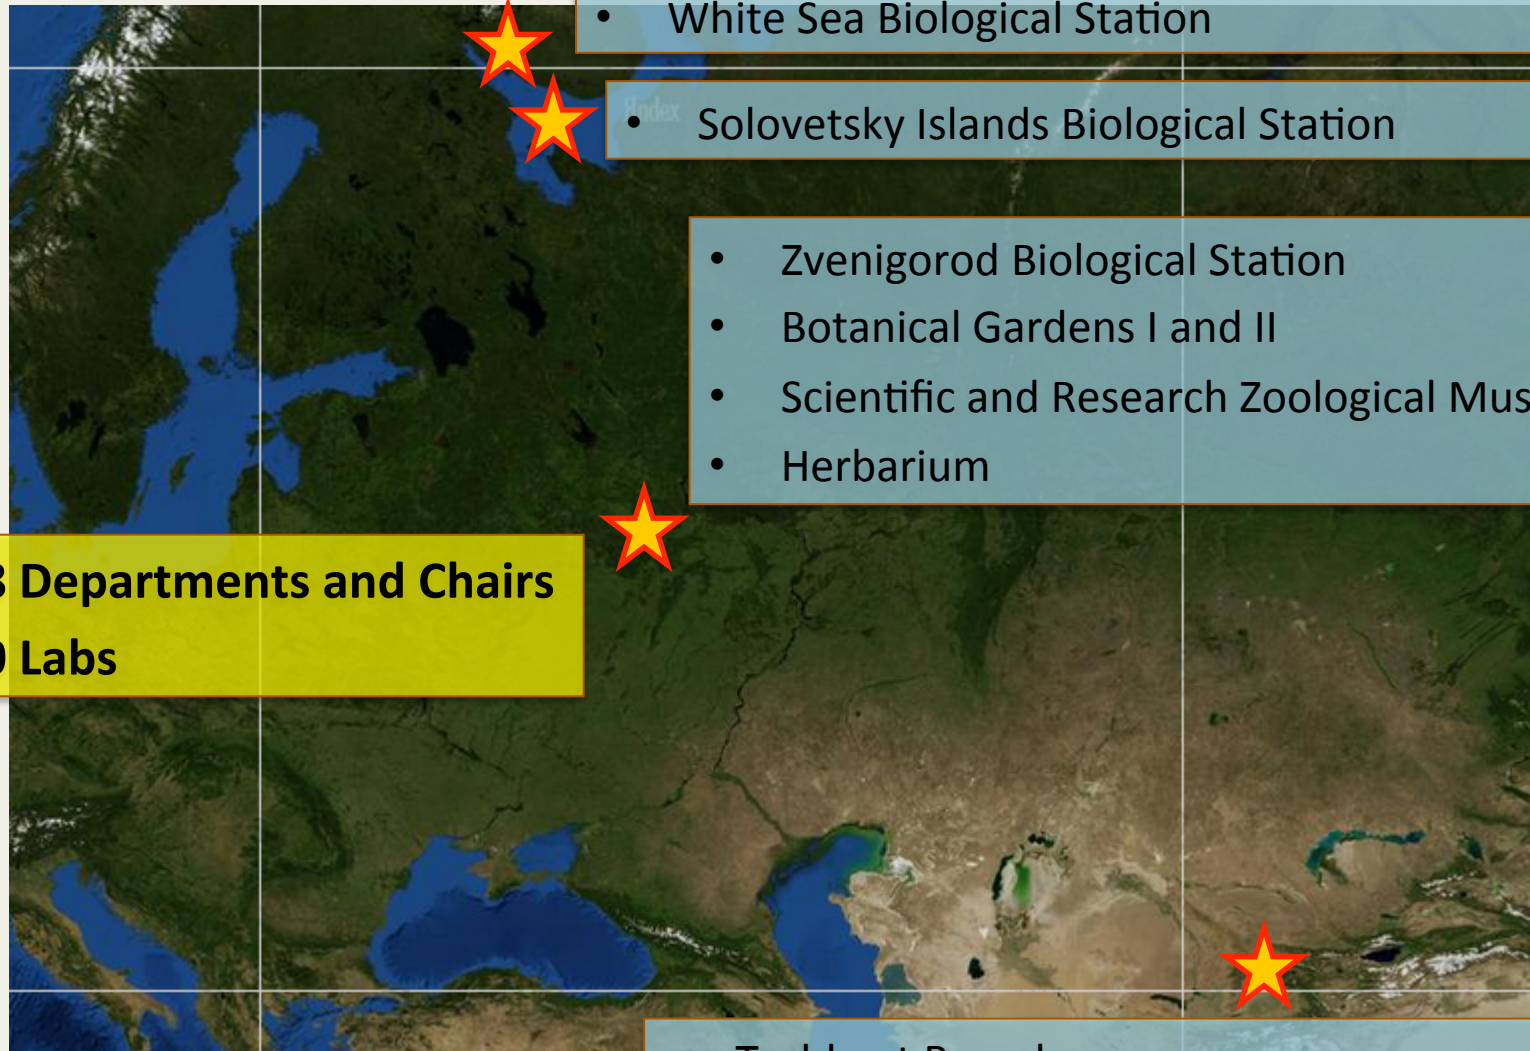 • White Sea Biological Station
Яndex
• Solovetsky Islands Biological Station
• Zvenigorod Biological Station
• Botanical Gardens I and II
• Scientific and Research Zoological Mus
• Herbarium
Departments and Chairs
Labs